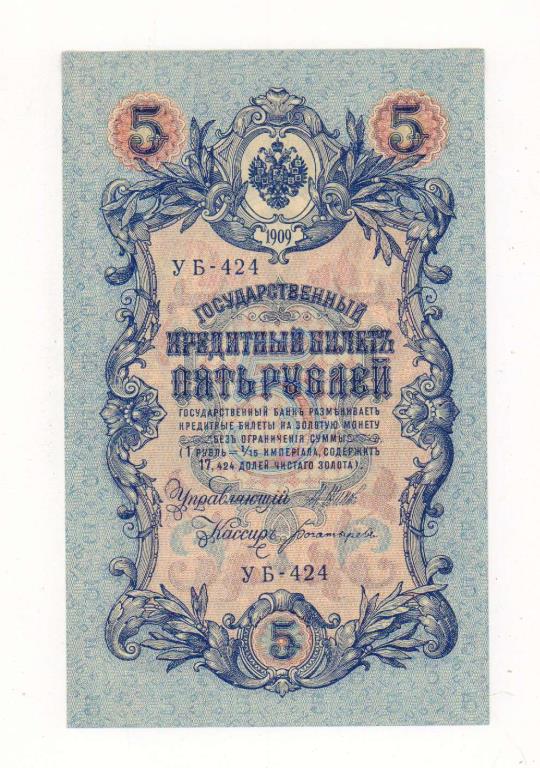 5 5
1909
УБ-424
ГОСУДАРСТВЕННЫЙ
КРЕДИТНЫЙ БИЛЕТЪ
ПЯТЬ РУБЛЕЙ
ГОСУДАРСТВЕННЫЙ БАНКЪ РАЗМѢНИВАЕТЪ
КРЕДИТНЫЕ БИЛЕТЫ НА ЗОЛОТУЮ МОНЕТУ
БЕЗЪ ОГРАНИЧЕНІЯ СУММЫ
(1 РУБЛЬ = 1/15 ИМПЕРІАЛА, СОДЕРЖИТЪ
17,424 ДОЛЕЙ ЧИСТАГО ЗОЛОТА).
Управляющій
Кассиръ Богатыревъ
УБ-424
5